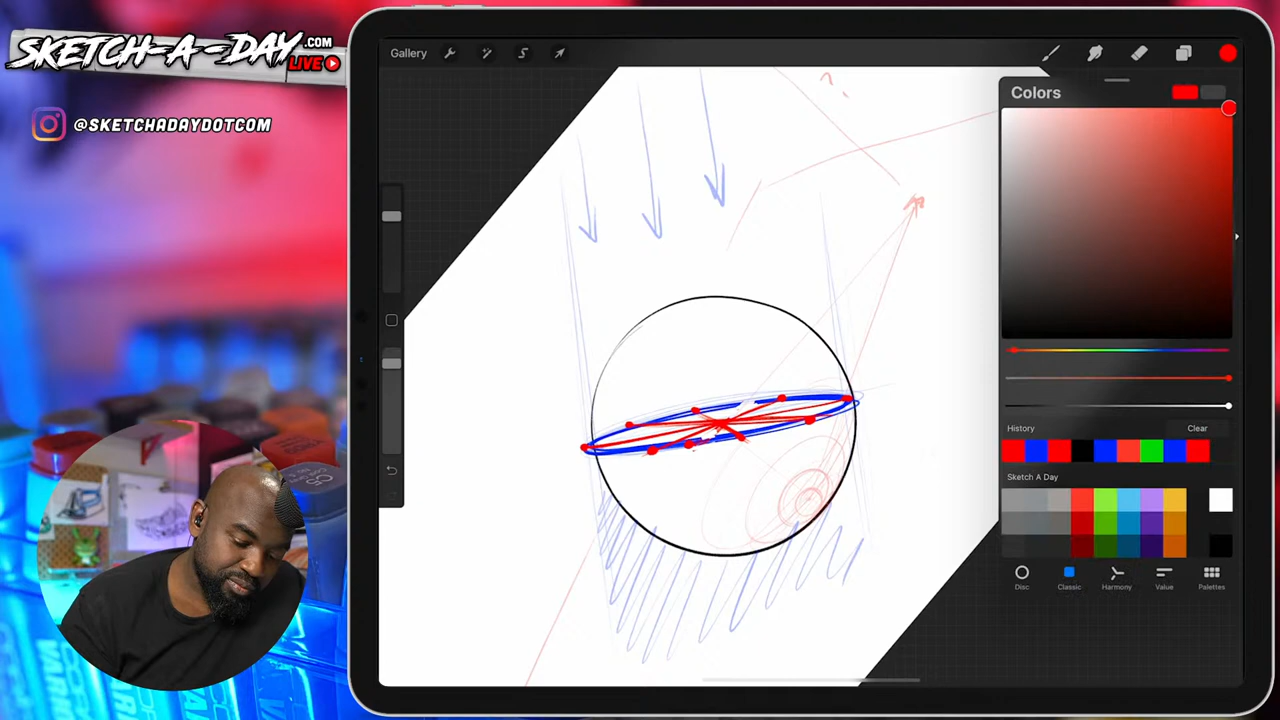 SKETCH-A-DAY.COM
LIVE
@SKETCHADAYDOTCOM
Gallery
Colors
History
Clear
Sketch A Day
Disc
Classic
Harmony
Value
Palettes